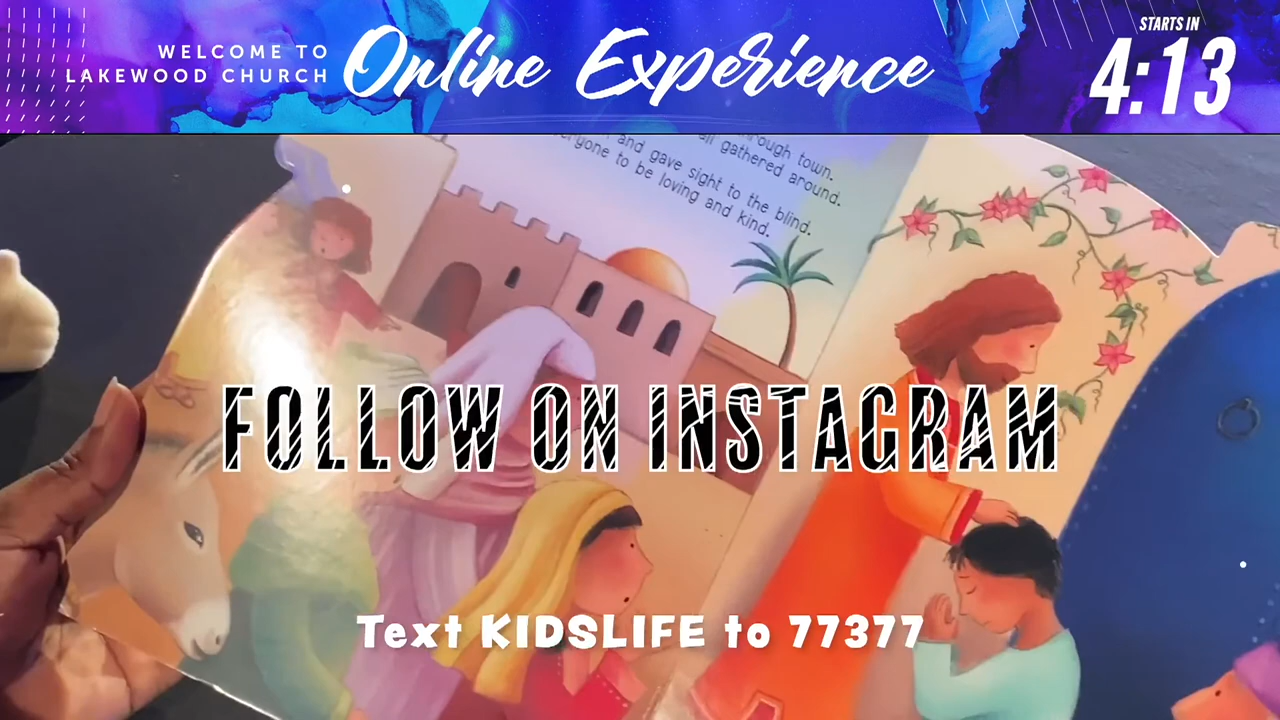 WELCOME TO
LAKEWOOD CHURCH
Online Experience
STARTS IN
4:13
through town.
all gathered around.
and gave sight to the blind.
everyone to be loving and kind.
FOLLOW ON INSTAGRAM
Text KIDSLIFE to 77377